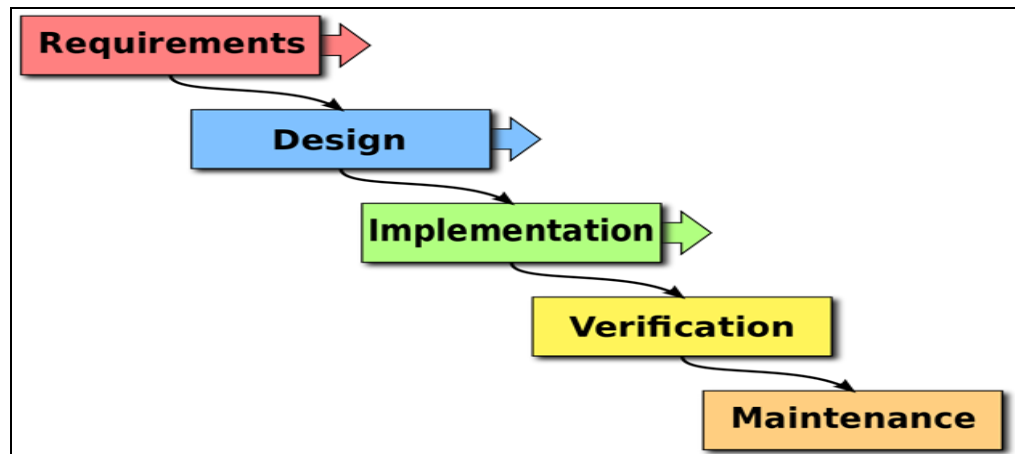 Requirements
Design
Implementation
Verification
Maintenance